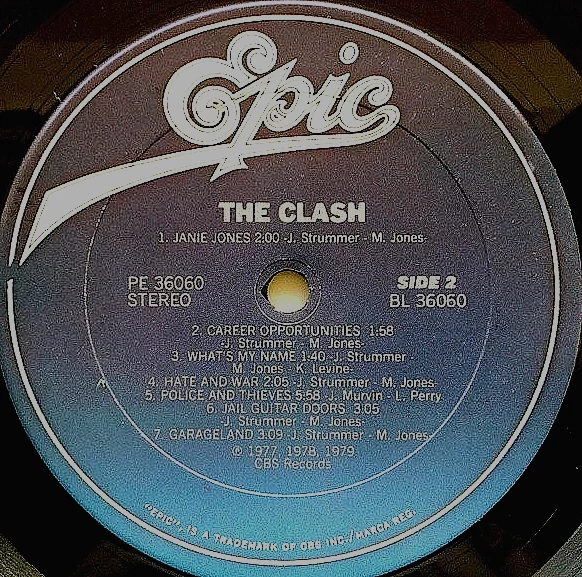 Epic
THE CLASH
1. JANIE JONES 2:00 -J. Strummer - M. Jones-
PE 36060
STEREO
SIDE 2
BL 36060
2. CAREER OPPORTUNITIES 1:58
-J. Strummer - M. Jones-
3. WHAT'S MY NAME 1:40 -J. Strummer -
M. Jones - K. Levine-
4. HATE AND WAR 2:05 -J. Strummer - M. Jones-
5. POLICE AND THIEVES 5:58 -J. Murvin - L. Perry
6. JAIL GUITAR DOORS 3:05
-J. Strummer - M. Jones-
7. GARAGELAND 3:09 -J. Strummer - M. Jones-
℗ 1977, 1978, 1979
CBS Records
"EPIC", IS A TRADEMARK OF CBS INC./MARCA REG.